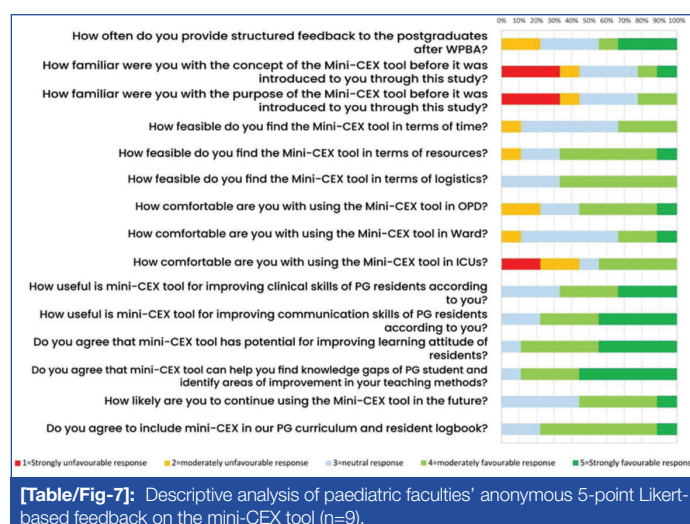 0% 10% 20% 30% 40% 50% 60% 70% 80% 90% 100%
How often do you provide structured feedback to the postgraduates
after WPBA?
How familiar were you with the concept of the Mini-CEX tool before it was
introduced to you through this study?
How familiar were you with the purpose of the Mini-CEX tool before it was
introduced to you through this study?
How feasible do you find the Mini-CEX tool in terms of time?
How feasible do you find the Mini-CEX tool in terms of resources?
How feasible do you find the Mini-CEX tool in terms of logistics?
How comfortable are you with using the Mini-CEX tool in OPD?
How comfortable are you with using the Mini-CEX tool in Ward?
How comfortable are you with using the Mini-CEX tool in ICUs?
How useful is mini-CEX tool for improving clinical skills of PG residents according
to you?
How useful is mini-CEX tool for improving communication skills of PG residents
according to you?
Do you agree that mini-CEX tool has potential for improving learning attitude of
residents?
Do you agree that mini-CEX tool can help you find knowledge gaps of PG student and
identify areas of improvement in your teaching methods?
How likely are you to continue using the Mini-CEX tool in the future?
Do you agree to include mini-CEX in our PG curriculum and resident logbook?
1=Strongly unfavourable response 2=moderately unfavourable response 3=neutral response 4=moderately favourable response 5=Strongly favourable response
[Table/Fig-7]: Descriptive analysis of paediatric faculties' anonymous 5-point Likert-
based feedback on the mini-CEX tool (n=9).